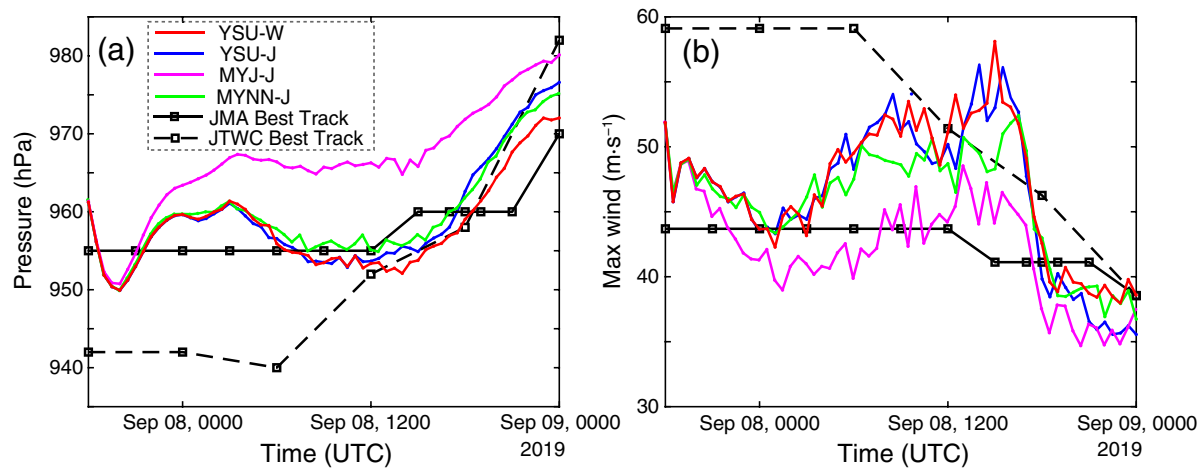 (a)
YSU-W
YSU-J
MYJ-J
MYNN-J
JMA Best Track
JTWC Best Track
980
970
960
950
940
Pressure (hPa)
Sep 08, 0000
Sep 08, 1200
Sep 09, 0000
2019
Time (UTC)
(b)
60
50
40
30
Max wind (m·s⁻¹)
Sep 08, 0000
Sep 08, 1200
Sep 09, 0000
2019
Time (UTC)